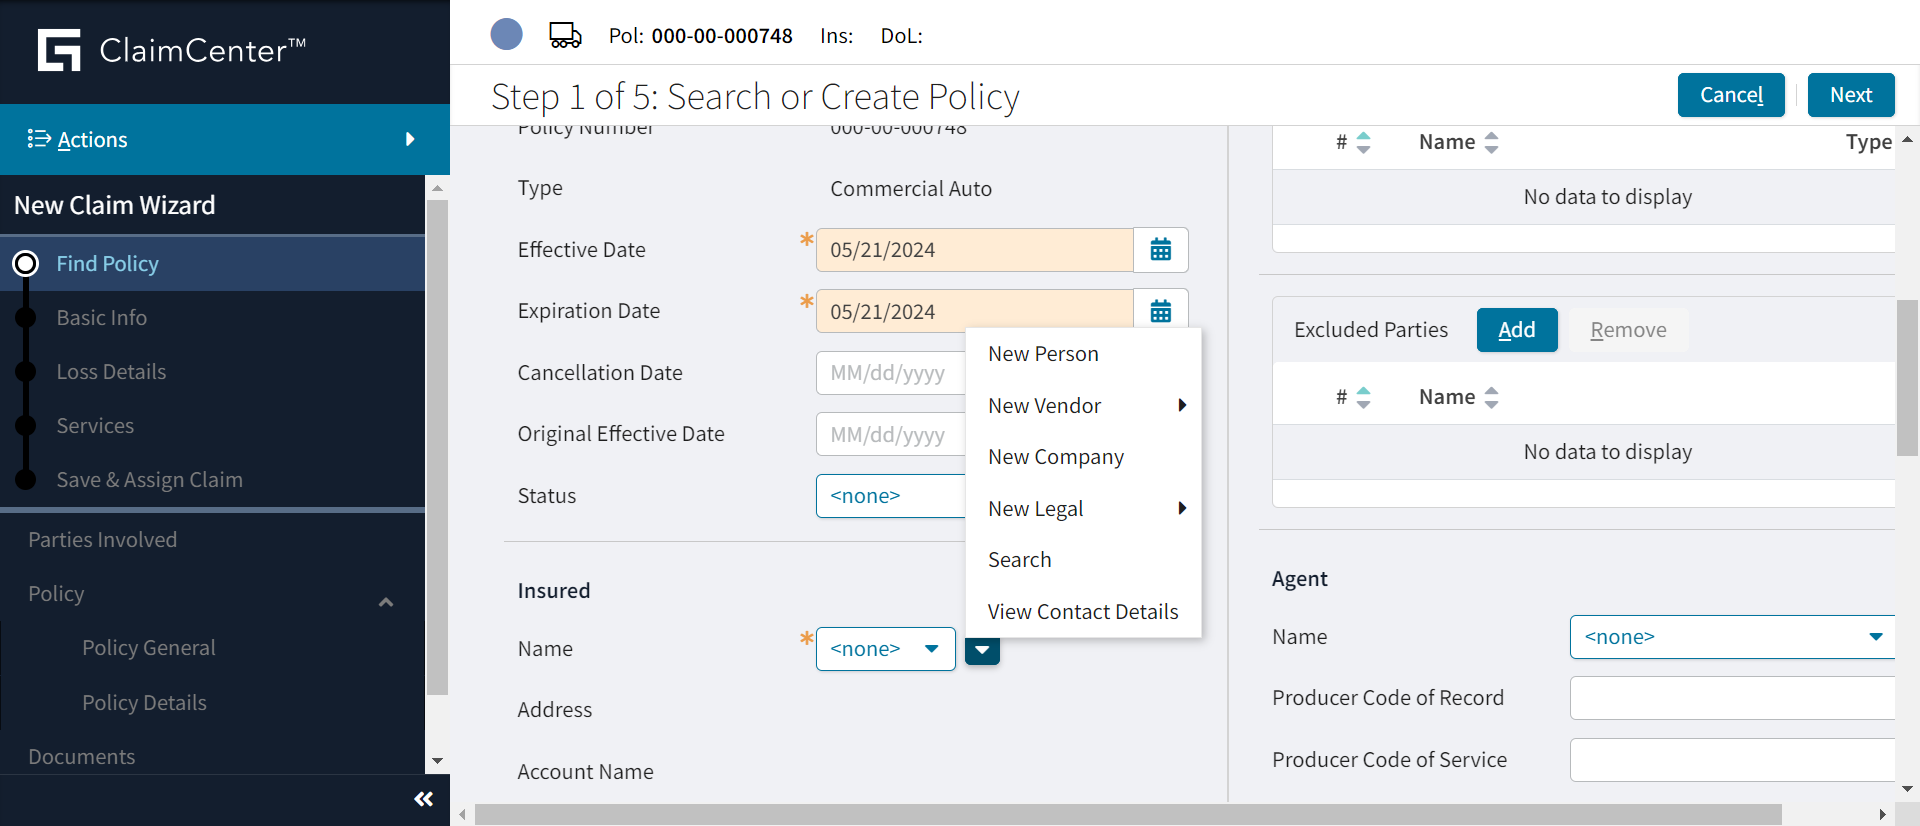 ClaimCenter™
Pol: 000-00-000748 Ins: DoL:
Step 1 of 5: Search or Create Policy
Cancel
Next
Actions
New Claim Wizard
Find Policy
Basic Info
Loss Details
Services
Save & Assign Claim
Parties Involved
Policy
Policy General
Policy Details
Documents
Policy Number 000-00-000748
Type Commercial Auto
Effective Date * 05/21/2024
Expiration Date * 05/21/2024
Cancellation Date MM/dd/yyyy
Original Effective Date MM/dd/yyyy
Status <none>
New Person
New Vendor
New Company
New Legal
Search
View Contact Details
Insured
Name * <none>
Address
Account Name
# Name Type
No data to display
Excluded Parties Add Remove
# Name
No data to display
Agent
Name <none>
Producer Code of Record
Producer Code of Service